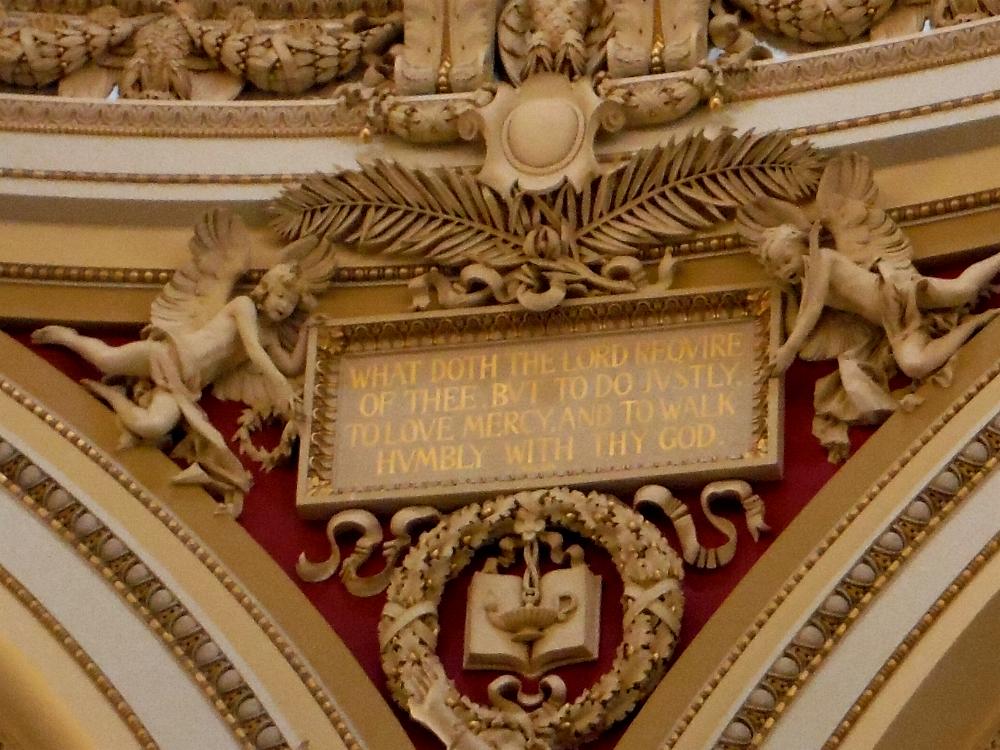 WHAT DOTH THE LORD REQVIRE
OF THEE, BVT TO DO JVSTLY,
TO LOVE MERCY, AND TO WALK
HVMBLY WITH THY GOD.